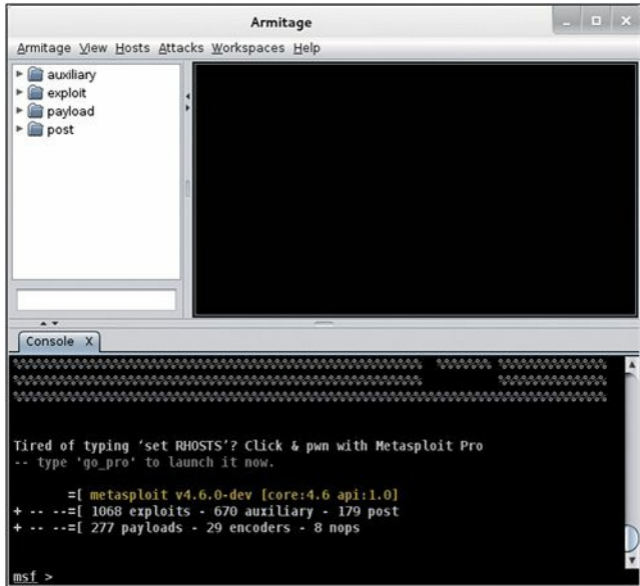 Armitage
Armitage View Hosts Attacks Workspaces Help
auxiliary
exploit
payload
post
Console X
%%%%%%%%%%%%%%%%%%%%%%%%%%%%%%%%%%%%%%%%%%%%%%%%%%%%%  %%%%%%% %%%%%%%%%%%%%%
%%%%%%%%%%%%%%%%%%%%%%%%%%%%%%%%%%%%%%%%%%%%%%%%%%%%%          %%%%%%%%%%%%%%
%%%%%%%%%%%%%%%%%%%%%%%%%%%%%%%%%%%%%%%%%%%%%%%%%%%%%%%%%%%%%%%%%%%%%%%%%%%%%%%
Tired of typing ‘set RHOSTS’? Click & pwn with Metasploit Pro
-- type 'go_pro' to launch it now.
=[ metasploit v4.6.0-dev [core:4.6 api:1.0]
+ -- --=[ 1068 exploits - 670 auxiliary - 179 post
+ -- --=[ 277 payloads - 29 encoders - 8 nops
msf >